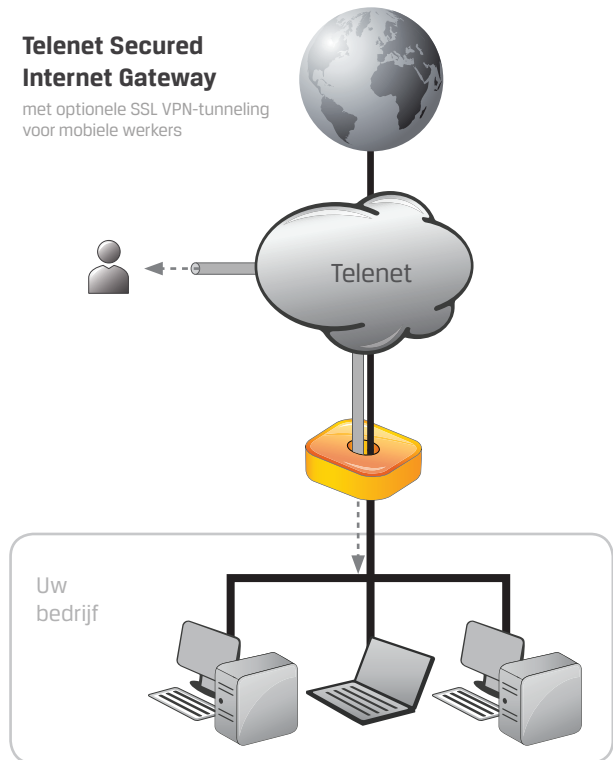 Telenet Secured
Internet Gateway
met optionele SSL VPN-tunneling
voor mobiele werkers
Telenet
Uw
bedrijf